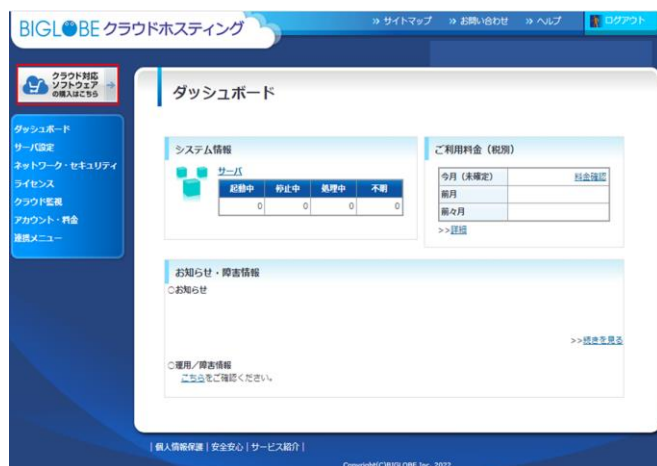 BIGLOBE クラウドホスティング
» サイトマップ
» お問い合わせ
» ヘルプ
ログアウト
クラウド対応
ソフトウェア
の購入はこちら
ダッシュボード
サーバ設定
ネットワーク・セキュリティ
ライセンス
クラウド監視
アカウント・料金
連携メニュー
ダッシュボード
システム情報
サーバ
起動中 停止中 処理中 不明
0 0 0 0
ご利用料金（税別）
今月（未確定） 料金確認
前月
前々月
>>詳細
お知らせ・障害情報
○お知らせ
>>続きを見る
○運用／障害情報
こちらをご確認ください。
| 個人情報保護 | 安全安心 | サービス紹介 |
Copyright(C)BIGLOBE Inc. 2022